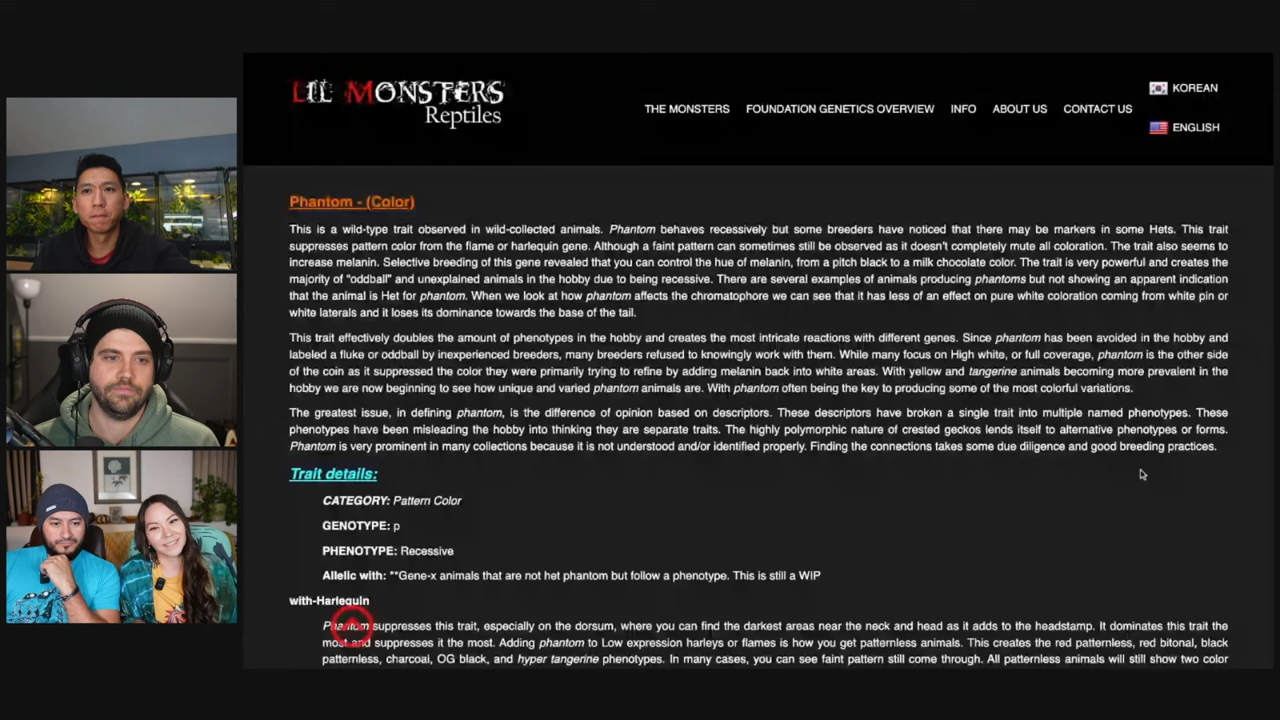 LIL MONSTERS
Reptiles
THE MONSTERS
FOUNDATION GENETICS OVERVIEW
INFO
ABOUT US
CONTACT US
KOREAN
ENGLISH
Phantom - (Color)
This is a wild-type trait observed in wild-collected animals. Phantom behaves recessively but some breeders have noticed that there may be markers in some Hets. This trait
suppresses pattern color from the flame or harlequin gene. Although a faint pattern can sometimes still be observed as it doesn't completely mute all coloration. The trait also seems to
increase melanin. Selective breeding of this gene revealed that you can control the hue of melanin, from a pitch black to a milk chocolate color. The trait is very powerful and creates the
majority of "oddball" and unexplained animals in the hobby due to being recessive. There are several examples of animals producing phantoms but not showing an apparent indication
that the animal is Het for phantom. When we look at how phantom affects the chromatophore we can see that it has less of an effect on pure white coloration coming from white pin or
white laterals and it loses its dominance towards the base of the tail.
This trait effectively doubles the amount of phenotypes in the hobby and creates the most intricate reactions with different genes. Since phantom has been avoided in the hobby and
labeled a fluke or oddball by inexperienced breeders, many breeders refused to knowingly work with them. While many focus on High white, or full coverage, phantom is the other side
of the coin as it suppressed the color they were primarily trying to refine by adding melanin back into white areas. With yellow and tangerine animals becoming more prevalent in the
hobby we are now beginning to see how unique and varied phantom animals are. With phantom often being the key to producing some of the most colorful variations.
The greatest issue, in defining phantom, is the difference of opinion based on descriptors. These descriptors have broken a single trait into multiple named phenotypes. These
phenotypes have been misleading the hobby into thinking they are separate traits. The highly polymorphic nature of crested geckos lends itself to alternative phenotypes or forms.
Phantom is very prominent in many collections because it is not understood and/or identified properly. Finding the connections takes some due diligence and good breeding practices.
Trait details:
CATEGORY: Pattern Color
GENOTYPE: p
PHENOTYPE: Recessive
Allelic with: **Gene-x animals that are not het phantom but follow a phenotype. This is still a WIP
with-Harlequin
Phantom suppresses this trait, especially on the dorsum, where you can find the darkest areas near the neck and head as it adds to the headstamp. It dominates this trait the
most and suppresses it the most. Adding phantom to Low expression harleys or flames is how you get patternless animals. This creates the red patternless, red bitonal, black
patternless, charcoal, OG black, and hyper tangerine phenotypes. In many cases, you can see faint pattern still come through. All patternless animals will still show two color